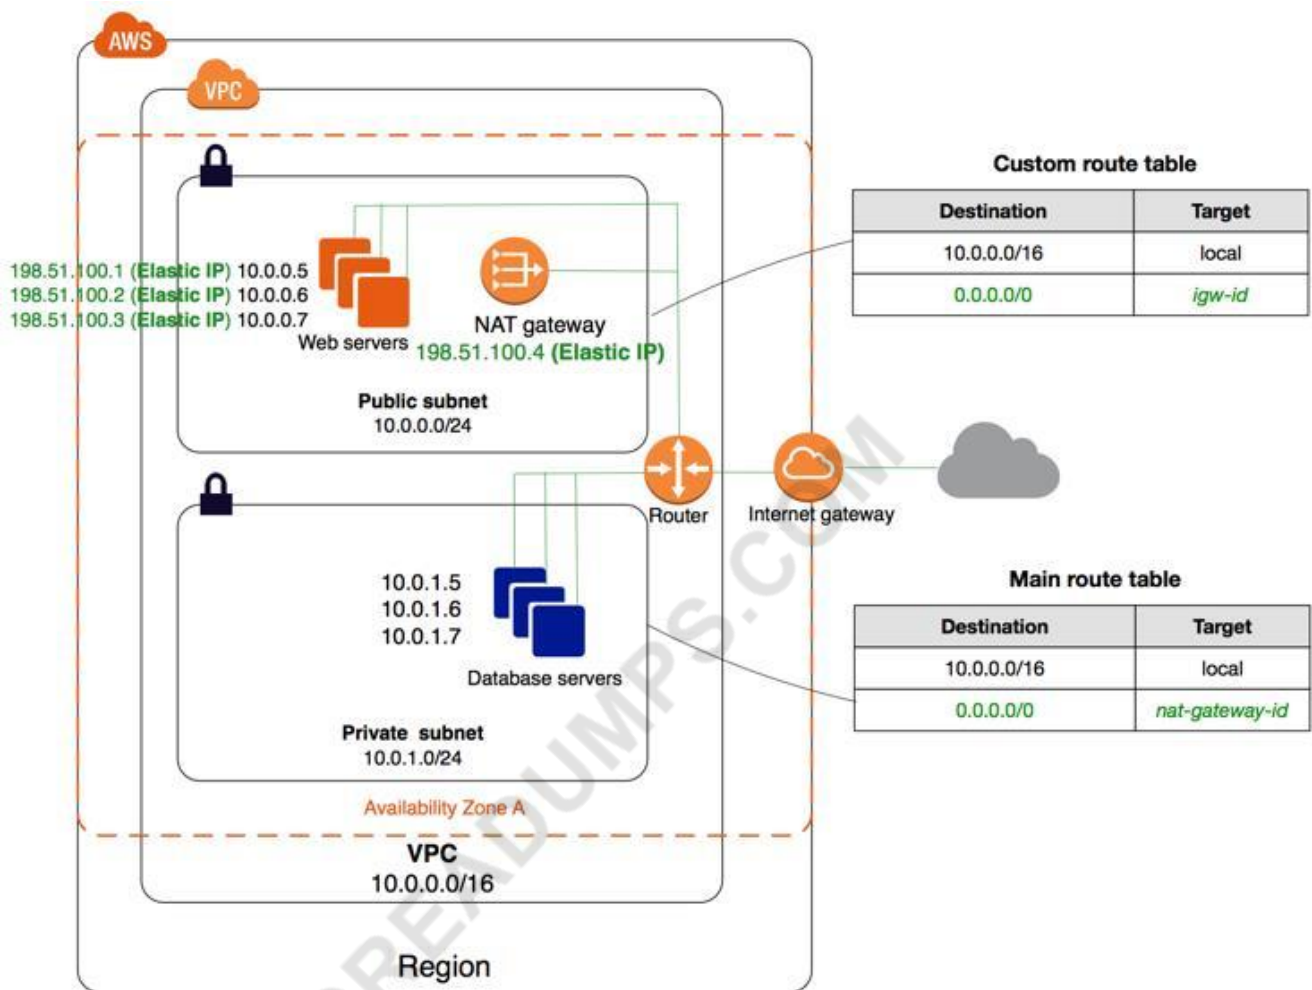 AWS
VPC
Custom route table
Destination Target
10.0.0.0/16 local
0.0.0.0/0 igw-id
198.51.100.1 (Elastic IP) 10.0.0.5
198.51.100.2 (Elastic IP) 10.0.0.6
198.51.100.3 (Elastic IP) 10.0.0.7
Web servers
NAT gateway
198.51.100.4 (Elastic IP)
Public subnet
10.0.0.0/24
Router
Internet gateway
10.0.1.5
10.0.1.6
10.0.1.7
Database servers
Private subnet
10.0.1.0/24
Main route table
Destination Target
10.0.0.0/16 local
0.0.0.0/0 nat-gateway-id
Availability Zone A
VPC
10.0.0.0/16
Region